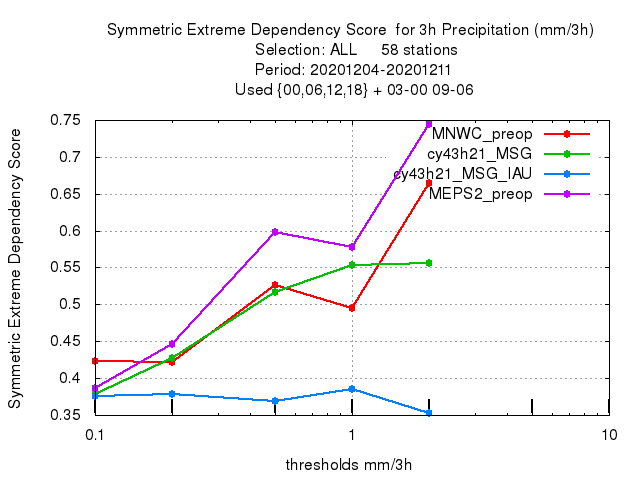 Symmetric Extreme Dependency Score  for 3h Precipitation (mm/3h)
Selection: ALL     58 stations
Period: 20201204-20201211
Used {00,06,12,18} + 03-00 09-06
Symmetric Extreme Dependency Score
0.75
0.7
0.65
0.6
0.55
0.5
0.45
0.4
0.35
MNWC_preop
cy43h21_MSG
cy43h21_MSG_IAU
MEPS2_preop
0.1
1
10
thresholds mm/3h